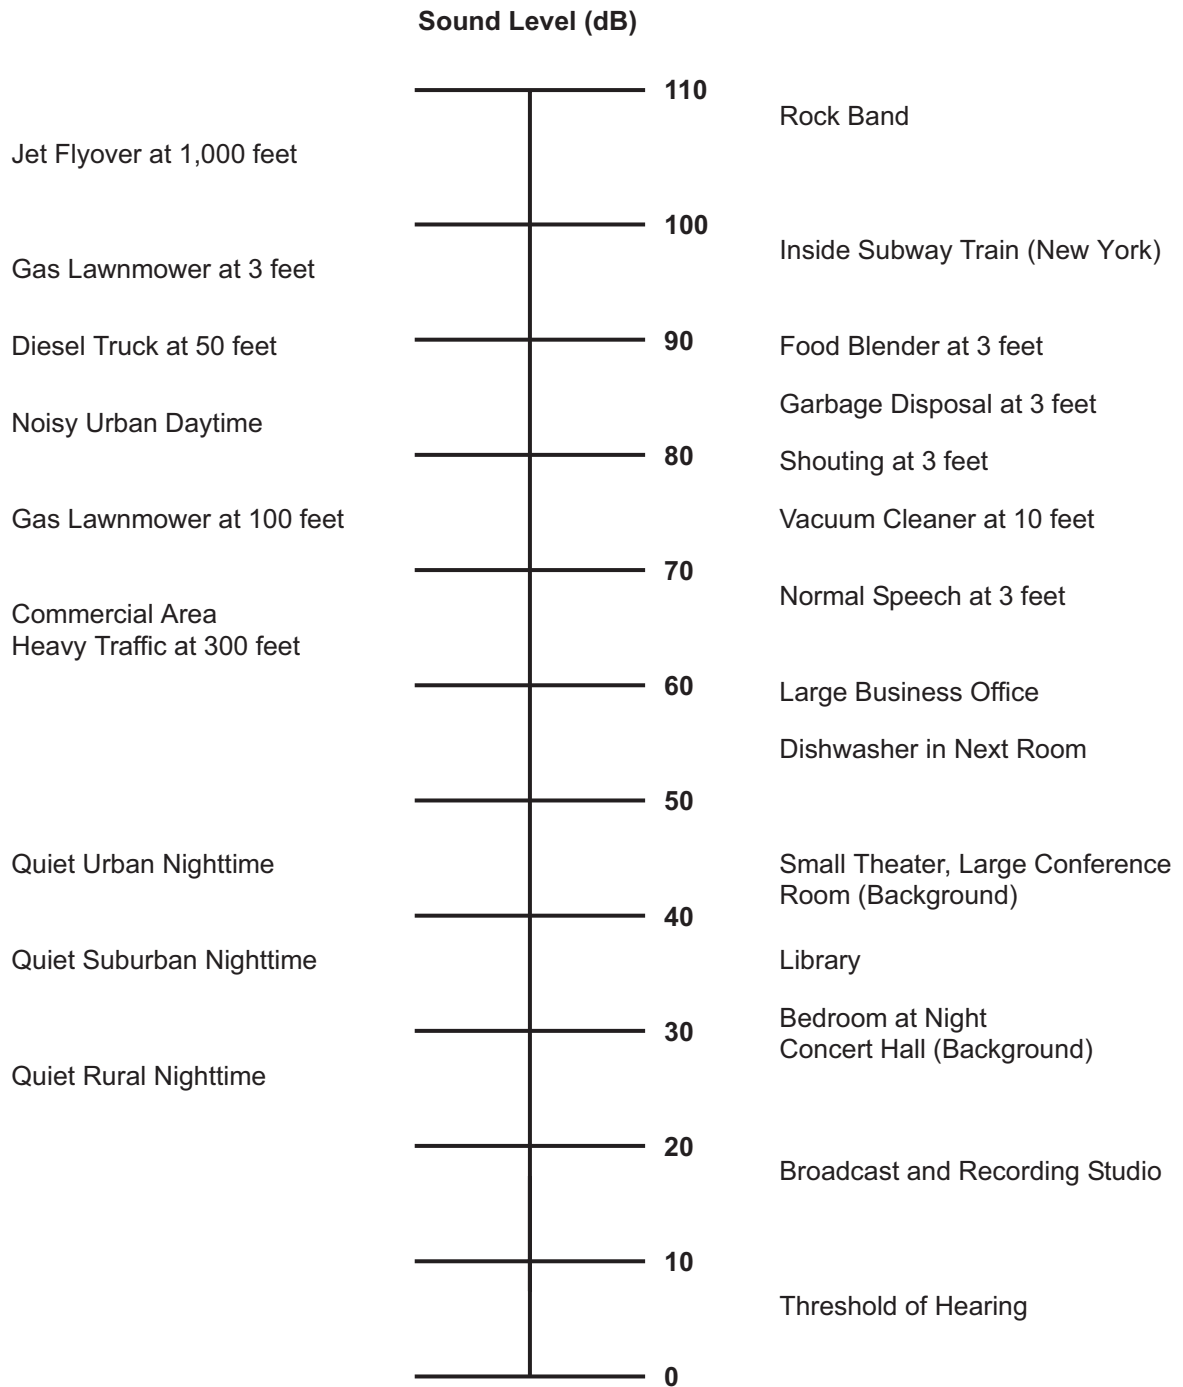 Sound Level (dB)
110
Rock Band
Jet Flyover at 1,000 feet
100
Inside Subway Train (New York)
Gas Lawnmower at 3 feet
90
Diesel Truck at 50 feet
Food Blender at 3 feet
Garbage Disposal at 3 feet
Noisy Urban Daytime
80
Shouting at 3 feet
Gas Lawnmower at 100 feet
Vacuum Cleaner at 10 feet
70
Normal Speech at 3 feet
Commercial Area
Heavy Traffic at 300 feet
60
Large Business Office
Dishwasher in Next Room
50
Quiet Urban Nighttime
Small Theater, Large Conference
Room (Background)
40
Quiet Suburban Nighttime
Library
Bedroom at Night
30
Concert Hall (Background)
Quiet Rural Nighttime
20
Broadcast and Recording Studio
10
Threshold of Hearing
0